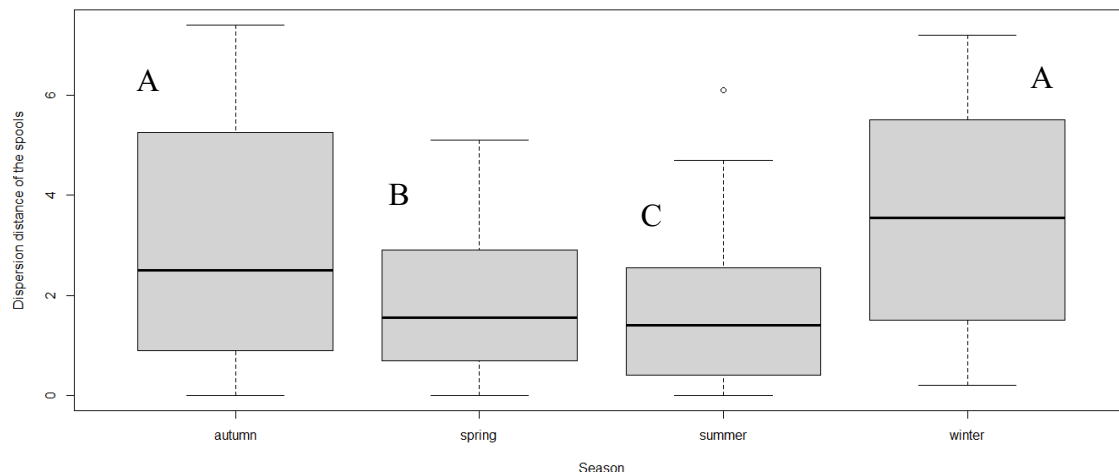 Dispersion distance of the spools
6
4
2
0
A
B
C
A
autumn
spring
summer
winter
Season